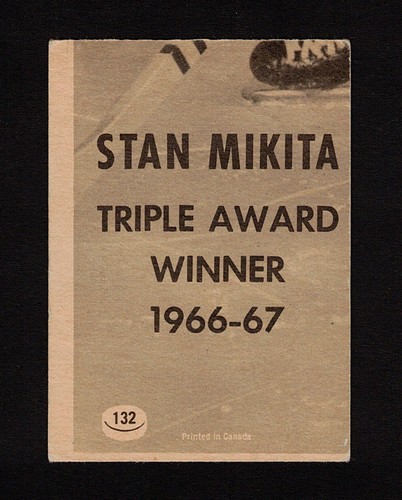 STAN MIKITA
TRIPLE AWARD
WINNER
1966-67
132
Printed in Canada